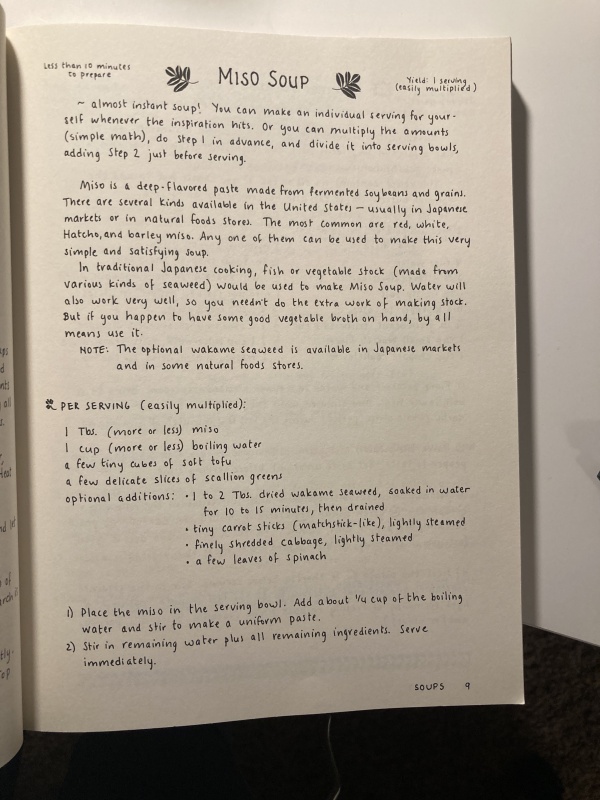 Less than 10 minutes
to prepare
MISO SOUP
Yield: 1 serving
(easily multiplied)
~ almost instant soup! You can make an individual serving for your-
self whenever the inspiration hits. Or you can multiply the amounts
(simple math), do Step 1 in advance, and divide it into serving bowls,
adding Step 2 just before serving.
Miso is a deep-flavored paste made from fermented soybeans and grains.
There are several kinds available in the United States — usually in Japanese
markets or in natural foods stores. The most common are red, white,
Hatcho, and barley miso. Any one of them can be used to make this very
simple and satisfying soup.
In traditional Japanese cooking, fish or vegetable stock (made from
various kinds of seaweed) would be used to make Miso Soup. Water will
also work very well, so you needn't do the extra work of making stock.
But if you happen to have some good vegetable broth on hand, by all
means use it.
NOTE: The optional wakame seaweed is available in Japanese markets
and in some natural foods stores.
PER SERVING (easily multiplied):
1 Tbs. (more or less) miso
1 cup (more or less) boiling water
a few tiny cubes of soft tofu
a few delicate slices of scallion greens
optional additions: • 1 to 2 Tbs. dried wakame seaweed, soaked in water
for 10 to 15 minutes, then drained
• tiny carrot sticks (matchstick-like), lightly steamed
• finely shredded cabbage, lightly steamed
• a few leaves of spinach
1) Place the miso in the serving bowl. Add about 1/4 cup of the boiling
water and stir to make a uniform paste.
2) Stir in remaining water plus all remaining ingredients. Serve
immediately.
SOUPS 9